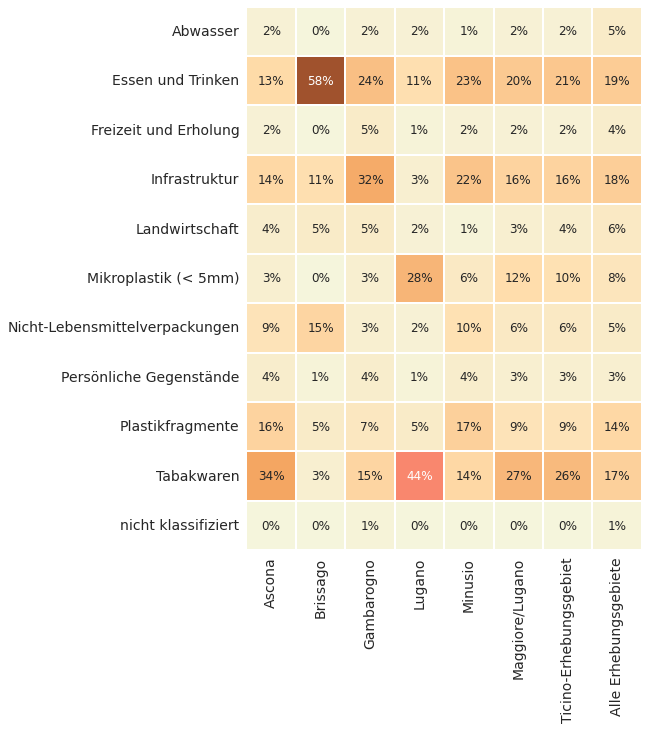 Abwasser 2% 0% 2% 2% 1% 2% 2% 5%
Essen und Trinken 13% 58% 24% 11% 23% 20% 21% 19%
Freizeit und Erholung 2% 0% 5% 1% 2% 2% 2% 4%
Infrastruktur 14% 11% 32% 3% 22% 16% 16% 18%
Landwirtschaft 4% 5% 5% 2% 1% 3% 4% 6%
Mikroplastik (< 5mm) 3% 0% 3% 28% 6% 12% 10% 8%
Nicht-Lebensmittelverpackungen 9% 15% 3% 2% 10% 6% 6% 5%
Persönliche Gegenstände 4% 1% 4% 1% 4% 3% 3% 3%
Plastikfragmente 16% 5% 7% 5% 17% 9% 9% 14%
Tabakwaren 34% 3% 15% 44% 14% 27% 26% 17%
nicht klassifiziert 0% 0% 1% 0% 0% 0% 0% 1%
Ascona
Brissago
Gambarogno
Lugano
Minusio
Maggiore/Lugano
Ticino-Erhebungsgebiet
Alle Erhebungsgebiete